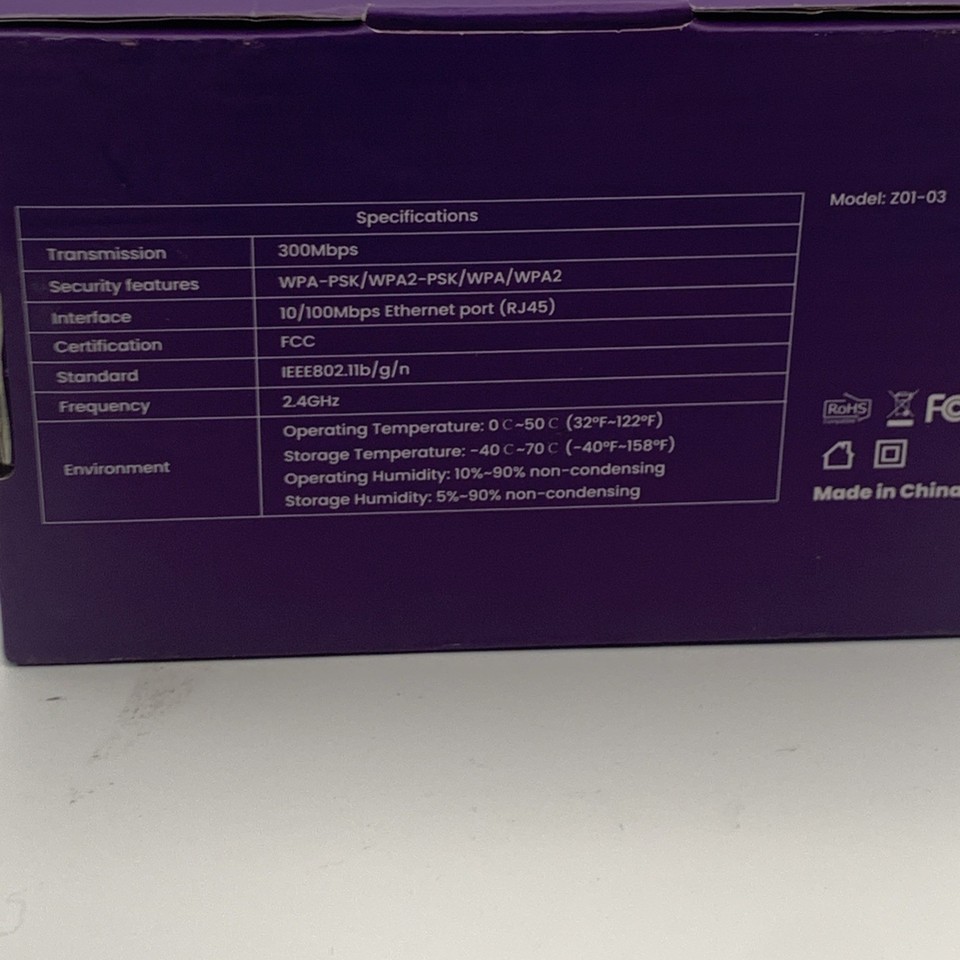 Specifications
Model: Z01-03
Transmission 300Mbps
Security features WPA-PSK/WPA2-PSK/WPA/WPA2
Interface 10/100Mbps Ethernet port (RJ45)
Certification FCC
Standard IEEE802.11b/g/n
Frequency 2.4GHz
Environment
Operating Temperature: 0℃~50℃ (32°F~122°F)
Storage Temperature: -40℃~70℃ (-40°F~158°F)
Operating Humidity: 10%~90% non-condensing
Storage Humidity: 5%~90% non-condensing
RoHS
FC
Made in China